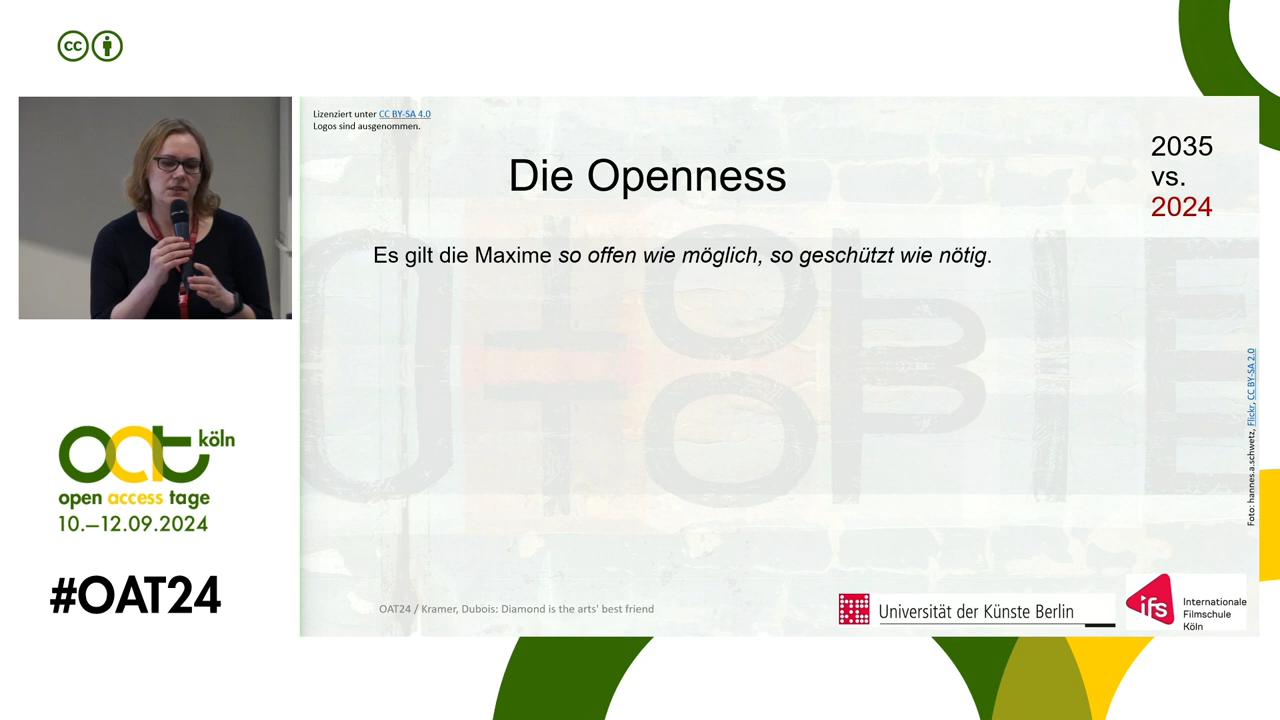 cc
Lizenziert unter CC BY-SA 4.0
Logos sind ausgenommen.
Die Openness
2035
vs.
2024
Es gilt die Maxime so offen wie möglich, so geschützt wie nötig.
UTOPIE
Foto: hannes.a.schwetz, Flickr, CC BY-SA 2.0
oat köln
open access tage
10.–12.09.2024
#OAT24
OAT24 / Kramer, Dubois: Diamond is the arts' best friend
Universität der Künste Berlin
ifs
Internationale
Filmschule
Köln